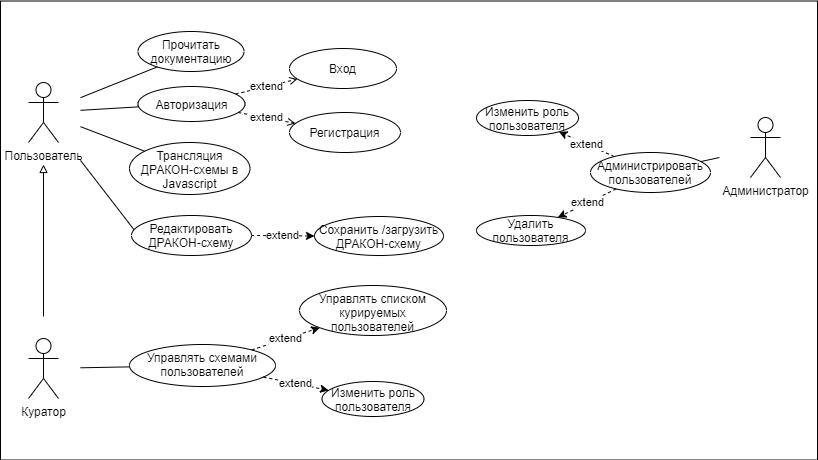 Прочитать
документацию
Авторизация
extend
Вход
extend
Регистрация
Пользователь
Трансляция
ДРАКОН-схемы в
Javascript
Редактировать
ДРАКОН-схему
extend
Сохранить /загрузить
ДРАКОН-схему
Изменить роль
пользователя
extend
Администрировать
пользователей
Администратор
extend
Удалить
пользователя
Управлять списком
курируемых
пользователей
extend
Управлять схемами
пользователей
extend
Изменить роль
пользователя
Куратор